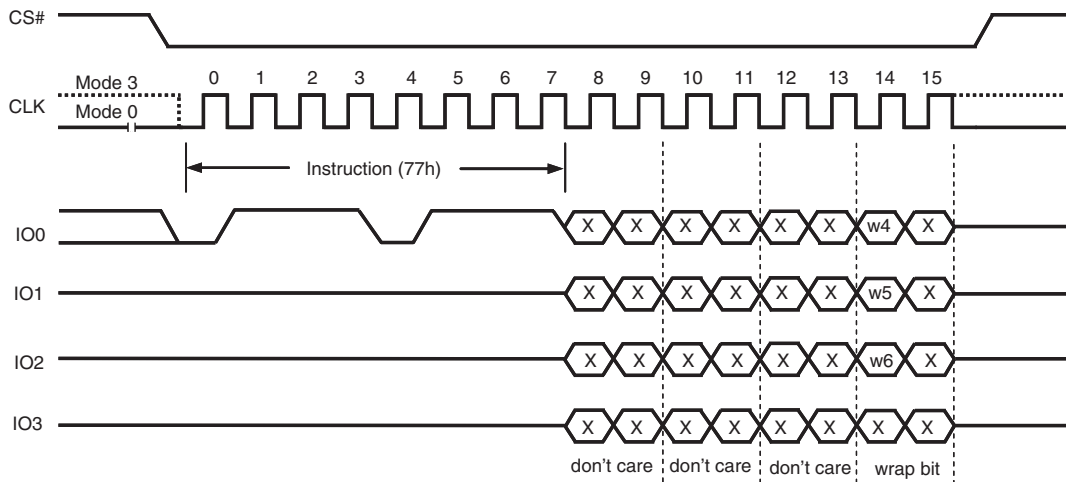 CS#
Mode 3
0 1 2 3 4 5 6 7 8 9 10 11 12 13 14 15
CLK
Mode 0
Instruction (77h)
IO0 X X X X X X w4 X
IO1 X X X X X X w5 X
IO2 X X X X X X w6 X
IO3 X X X X X X X X
don't care don't care don't care wrap bit